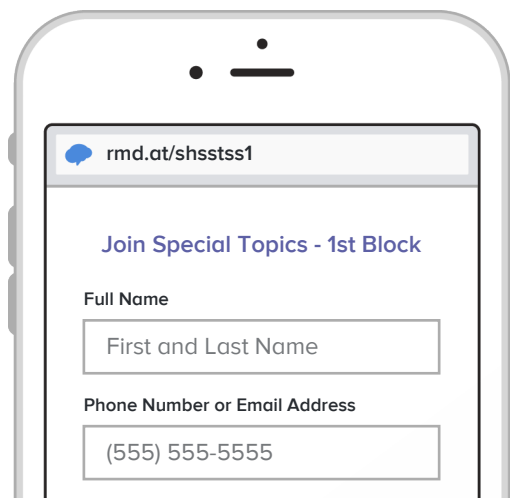 rmd.at/shsstss1
Join Special Topics - 1st Block
Full Name
First and Last Name
Phone Number or Email Address
(555) 555-5555